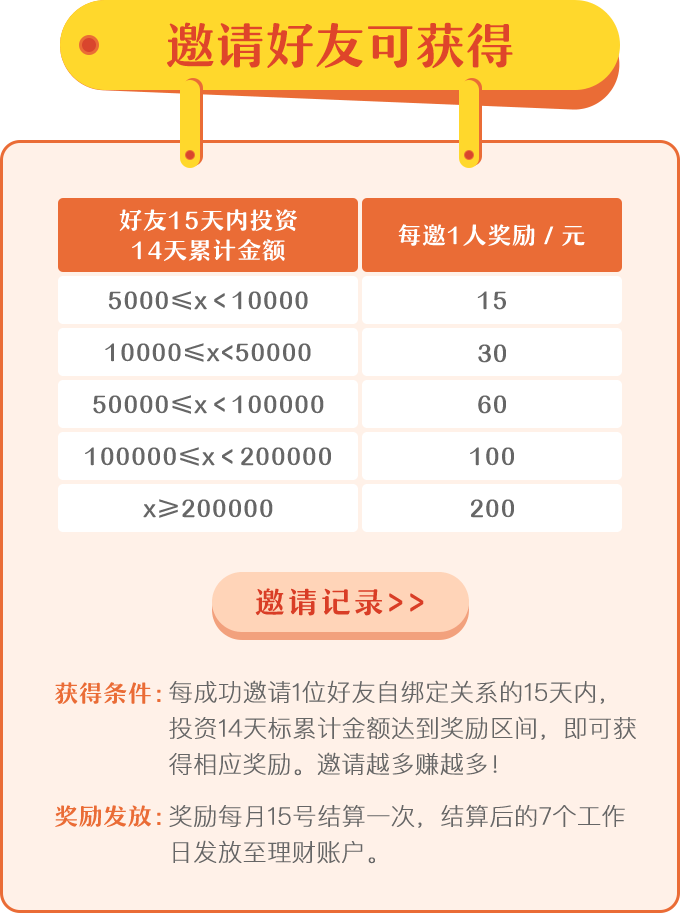 邀请好友可获得
好友15天内投资
14天累计金额
每邀1人奖励 / 元
5000≤x<10000
15
10000≤x<50000
30
50000≤x<100000
60
100000≤x<200000
100
x≥200000
200
邀请记录>>
获得条件: 每成功邀请1位好友自绑定关系的15天内，
投资14天标累计金额达到奖励区间，即可获
得相应奖励。邀请越多赚越多！
奖励发放: 奖励每月15号结算一次，结算后的7个工作
日发放至理财账户。